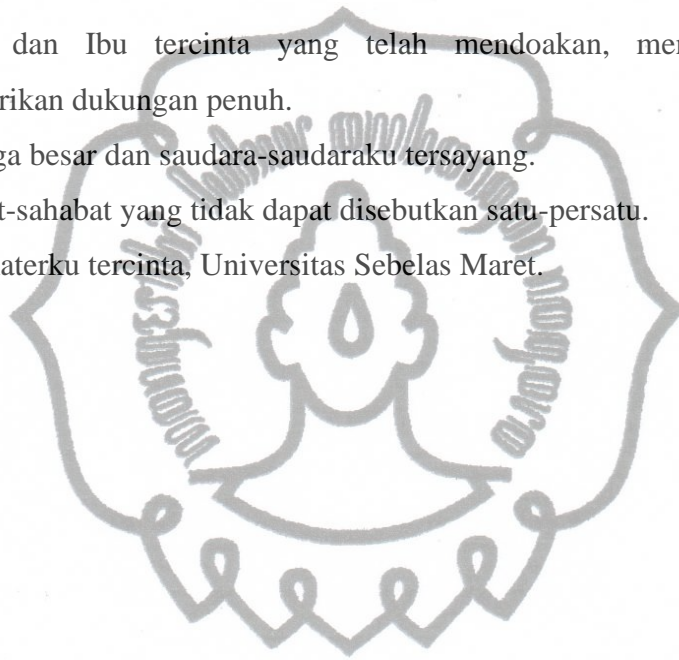 dan Ibu tercinta yang telah mendoakan, mer
rikan dukungan penuh.
ga besar dan saudara-saudaraku tersayang.
t-sahabat yang tidak dapat disebutkan satu-persatu.
aterku tercinta, Universitas Sebelas Maret.